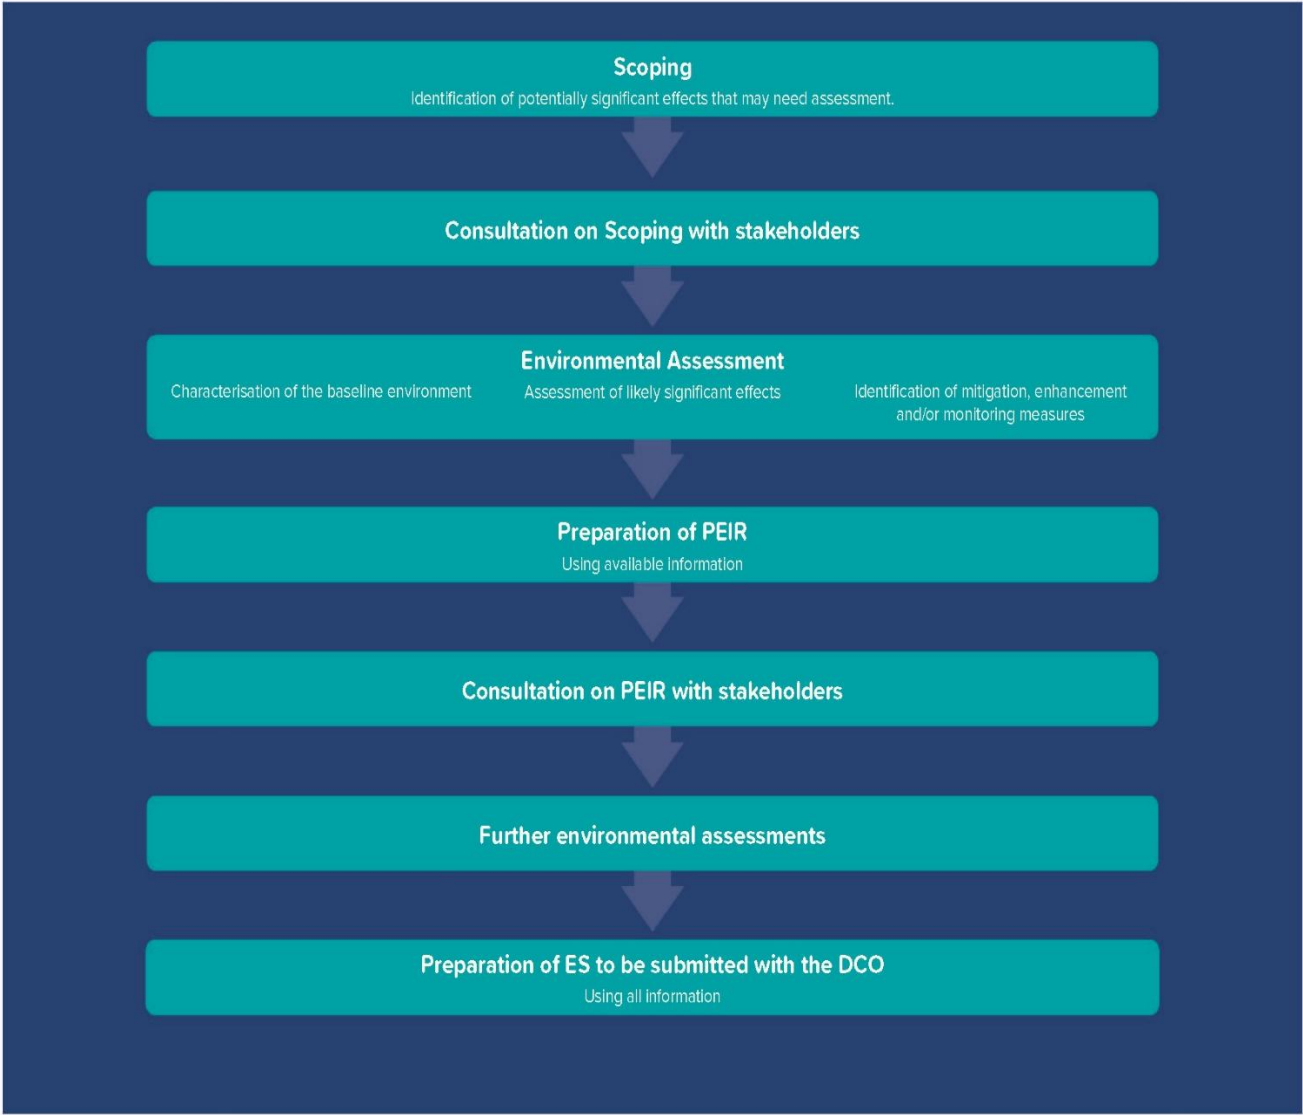 Scoping
Identification of potentially significant effects that may need assessment.
Consultation on Scoping with stakeholders
Environmental Assessment
Characterisation of the baseline environment
Assessment of likely significant effects
Identification of mitigation, enhancement
and/or monitoring measures
Preparation of PEIR
Using available information
Consultation on PEIR with stakeholders
Further environmental assessments
Preparation of ES to be submitted with the DCO
Using all information